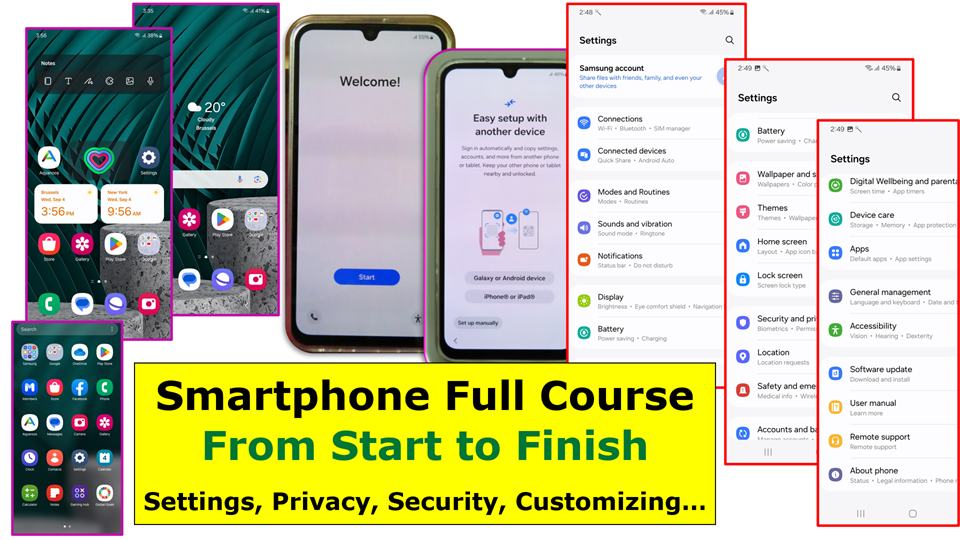 3:56
38%
Notes
Aquanois
Settings
Brussels
Wed, Sep 4
3:56 PM
New York
Wed, Sep 4
9:56 AM
Store
Gallery
Play Store
Google
3:35
41%
20°
Cloudy
Brussels
Gallery
Play Store
Google
Search
Samsung
Google
OneDrive
Play Store
Members
Store
Facebook
Phone
Messages
Camera
Gallery
Clock
Contacts
Settings
Calendar
Calculator
Notes
Gaming Hub
Global Goals
55%
Welcome!
Start
Easy setup with
another device
Sign in automatically and copy settings,
accounts, and more from another phone
or tablet. Keep your other phone or tablet
nearby and unlocked.
Galaxy or Android device
iPhone® or iPad®
Set up manually
2:48
45%
Settings
Samsung account
Share files with friends, family, and even your
other devices
Connections
Wi-Fi • Bluetooth • SIM manager
Connected devices
Quick Share • Android Auto
Modes and Routines
Modes • Routines
Sounds and vibration
Sound mode • Ringtone
Notifications
Status bar • Do not disturb
Display
Brightness • Eye comfort shield • Navigation
Battery
Power saving • Charging
2:49
45%
Settings
Battery
Power saving • Cha
Wallpaper and s
Wallpapers • Color p
Themes
Themes • Wallpape
Home screen
Layout • App icon b
Lock screen
Screen lock type
Security and pri
Biometrics • Permis
Location
Location requests
Safety and eme
Medical info • Wirele
Accounts and ba
Manage accounts •
2:49
45%
Settings
Digital Wellbeing and parenta
Screen time • App timers
Device care
Storage • Memory • App protection
Apps
Default apps • App settings
General management
Language and keyboard • Date and t
Accessibility
Vision • Hearing • Dexterity
Software update
Download and install
User manual
Learn more
Remote support
Remote support
About phone
Status • Legal information • Phone n
Smartphone Full Course
From Start to Finish
Settings, Privacy, Security, Customizing...